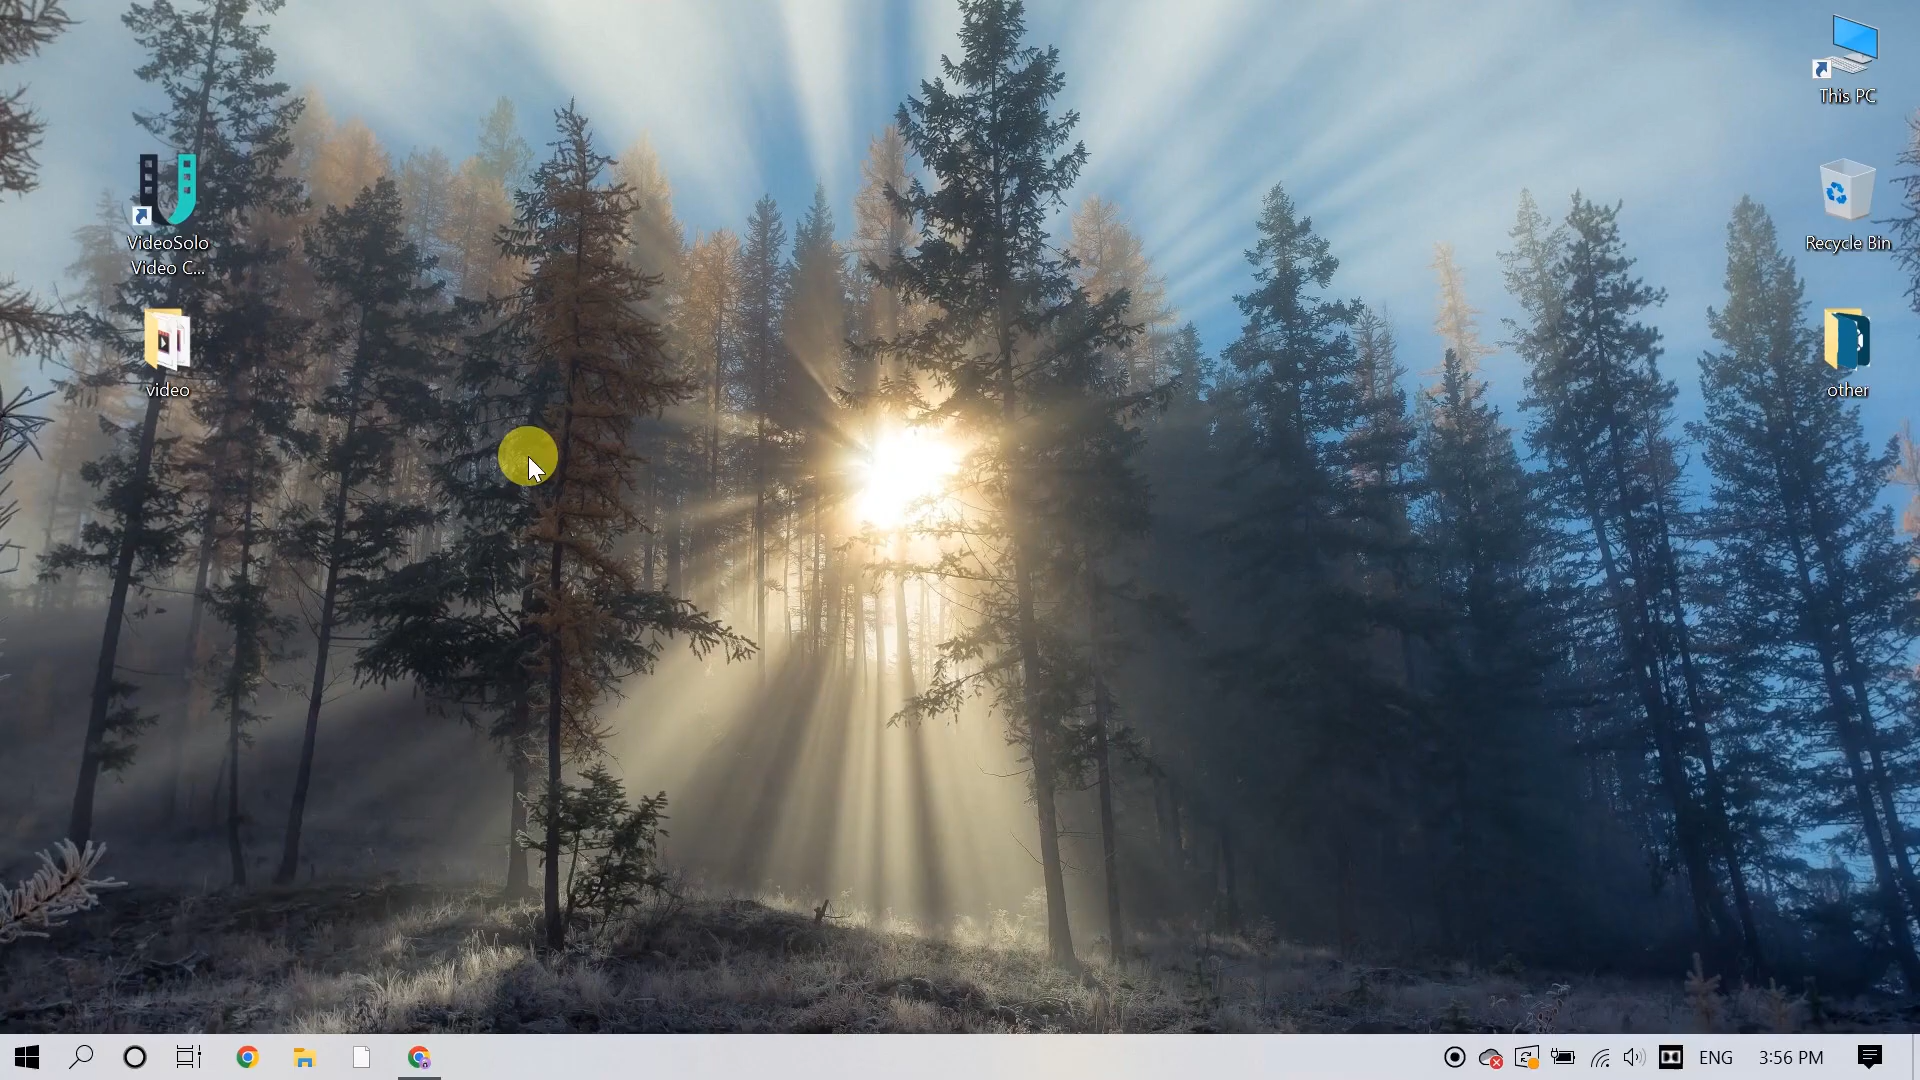 This PC
VideoSolo
Video C...
Recycle Bin
video
other
ENG
3:56 PM